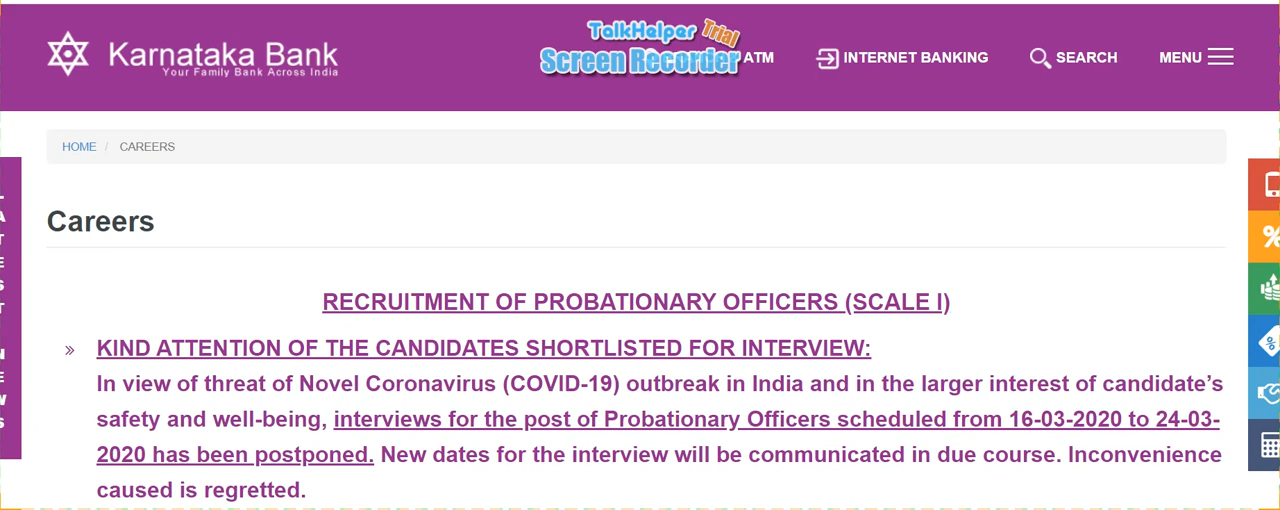 Karnataka Bank
Your Family Bank Across India
TalkHelper Trial
Screen Recorder
ATM
INTERNET BANKING
SEARCH
MENU
HOME / CAREERS
LATEST NEWS
Careers
RECRUITMENT OF PROBATIONARY OFFICERS (SCALE I)
» KIND ATTENTION OF THE CANDIDATES SHORTLISTED FOR INTERVIEW:
In view of threat of Novel Coronavirus (COVID-19) outbreak in India and in the larger interest of candidate’s
safety and well-being, interviews for the post of Probationary Officers scheduled from 16-03-2020 to 24-03-
2020 has been postponed. New dates for the interview will be communicated in due course. Inconvenience
caused is regretted.